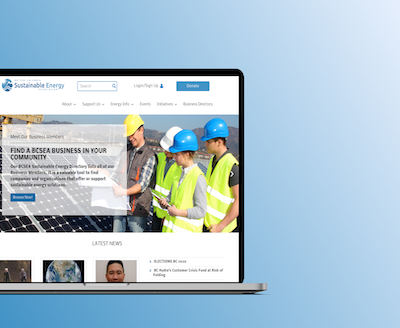 Sustainable Energy
Search
Login/Sign Up
Donate
About
Support Us
Energy Info
Events
Initiatives
Business Directory
Meet Our Business Members
FIND A BCSEA BUSINESS IN YOUR
COMMUNITY
Our BCSEA Sustainable Energy Directory lists all of our
Business Members. It is a valuable tool to find
companies and organizations that offer or support
sustainable energy solutions.
LATEST NEWS
ELECTIONS BC 2020
BC Hydro's Customer Crisis Fund at Risk of
Folding